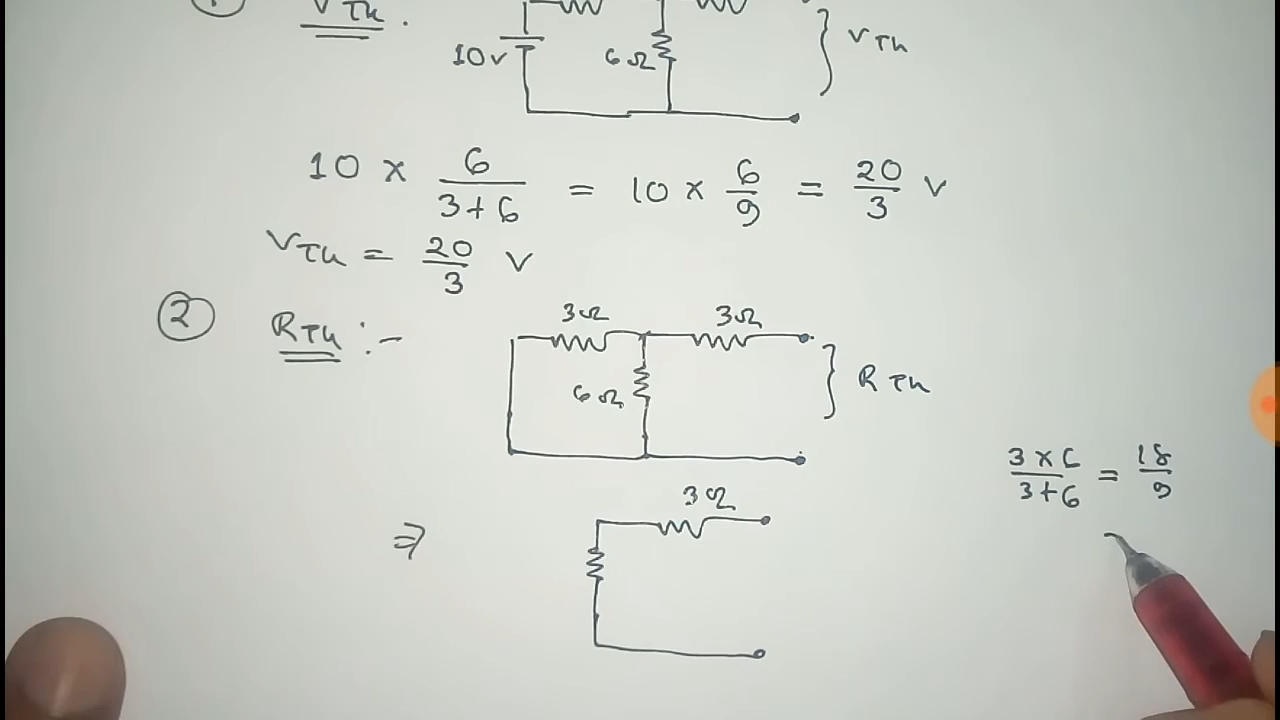 VTh.
10v
6Ω
VTh
10 × 6/(3+6) = 10 × 6/9 = 20/3 V
VTh = 20/3 V
② RTh :-
3Ω
3Ω
6Ω
RTh
(3×6)/(3+6) = 18/9
⇒
3Ω